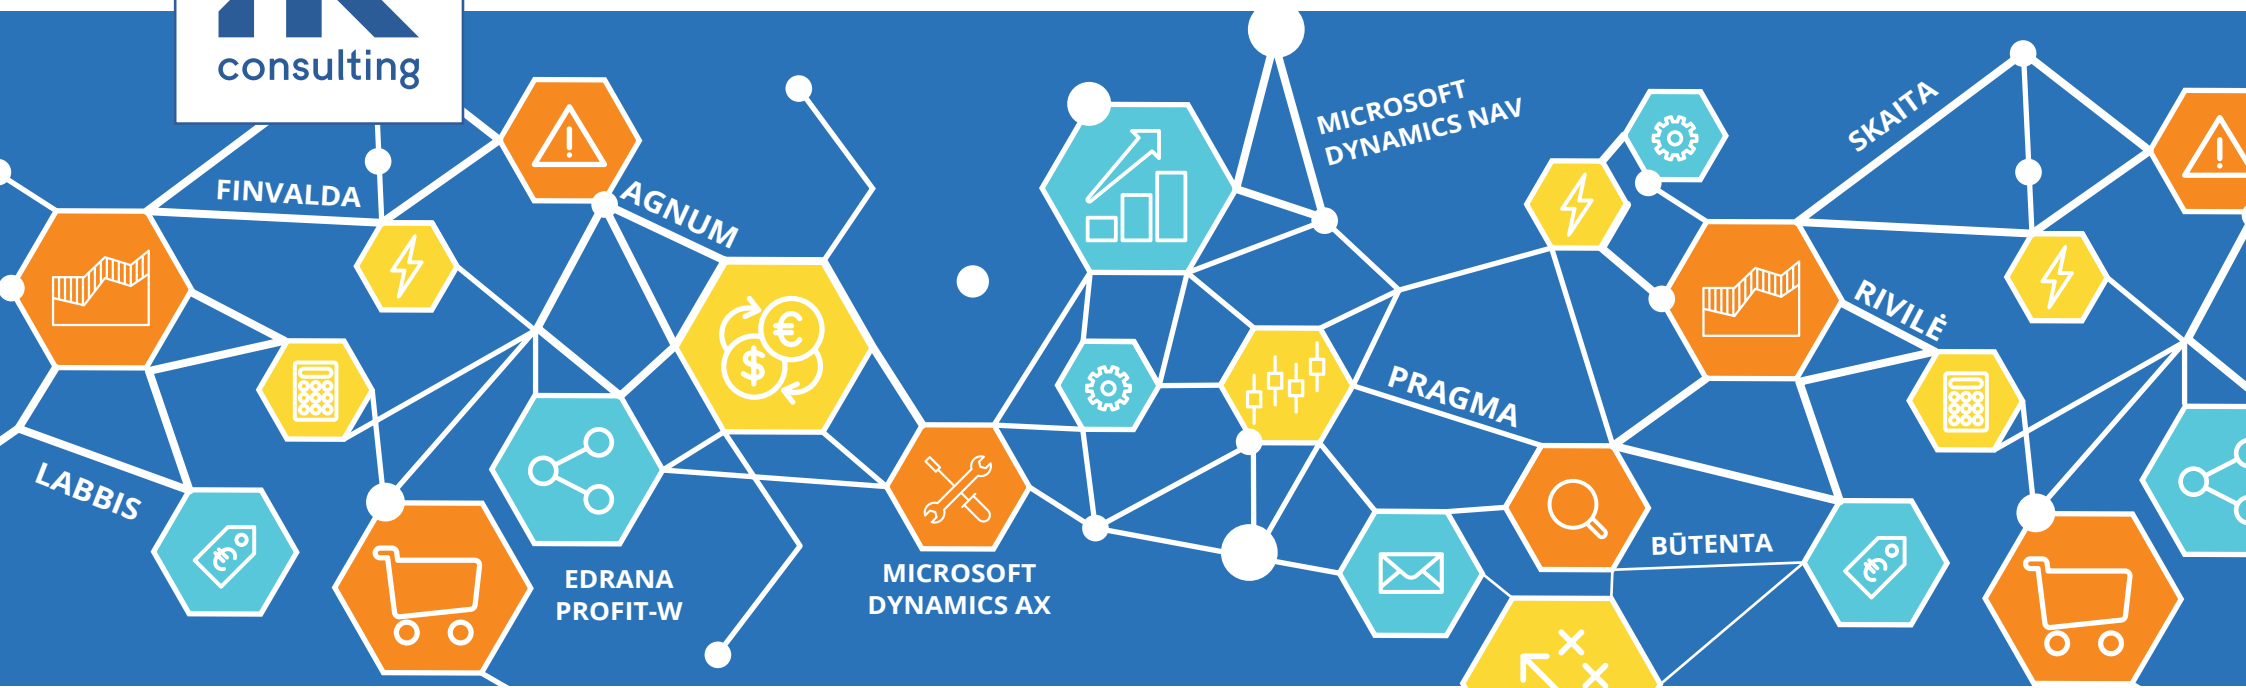 consulting
FINVALDA
AGNUM
MICROSOFT
DYNAMICS NAV
SKAITA
RIVILĖ
PRAGMA
LABBIS
BŪTENTA
EDRANA
PROFIT-W
MICROSOFT
DYNAMICS AX